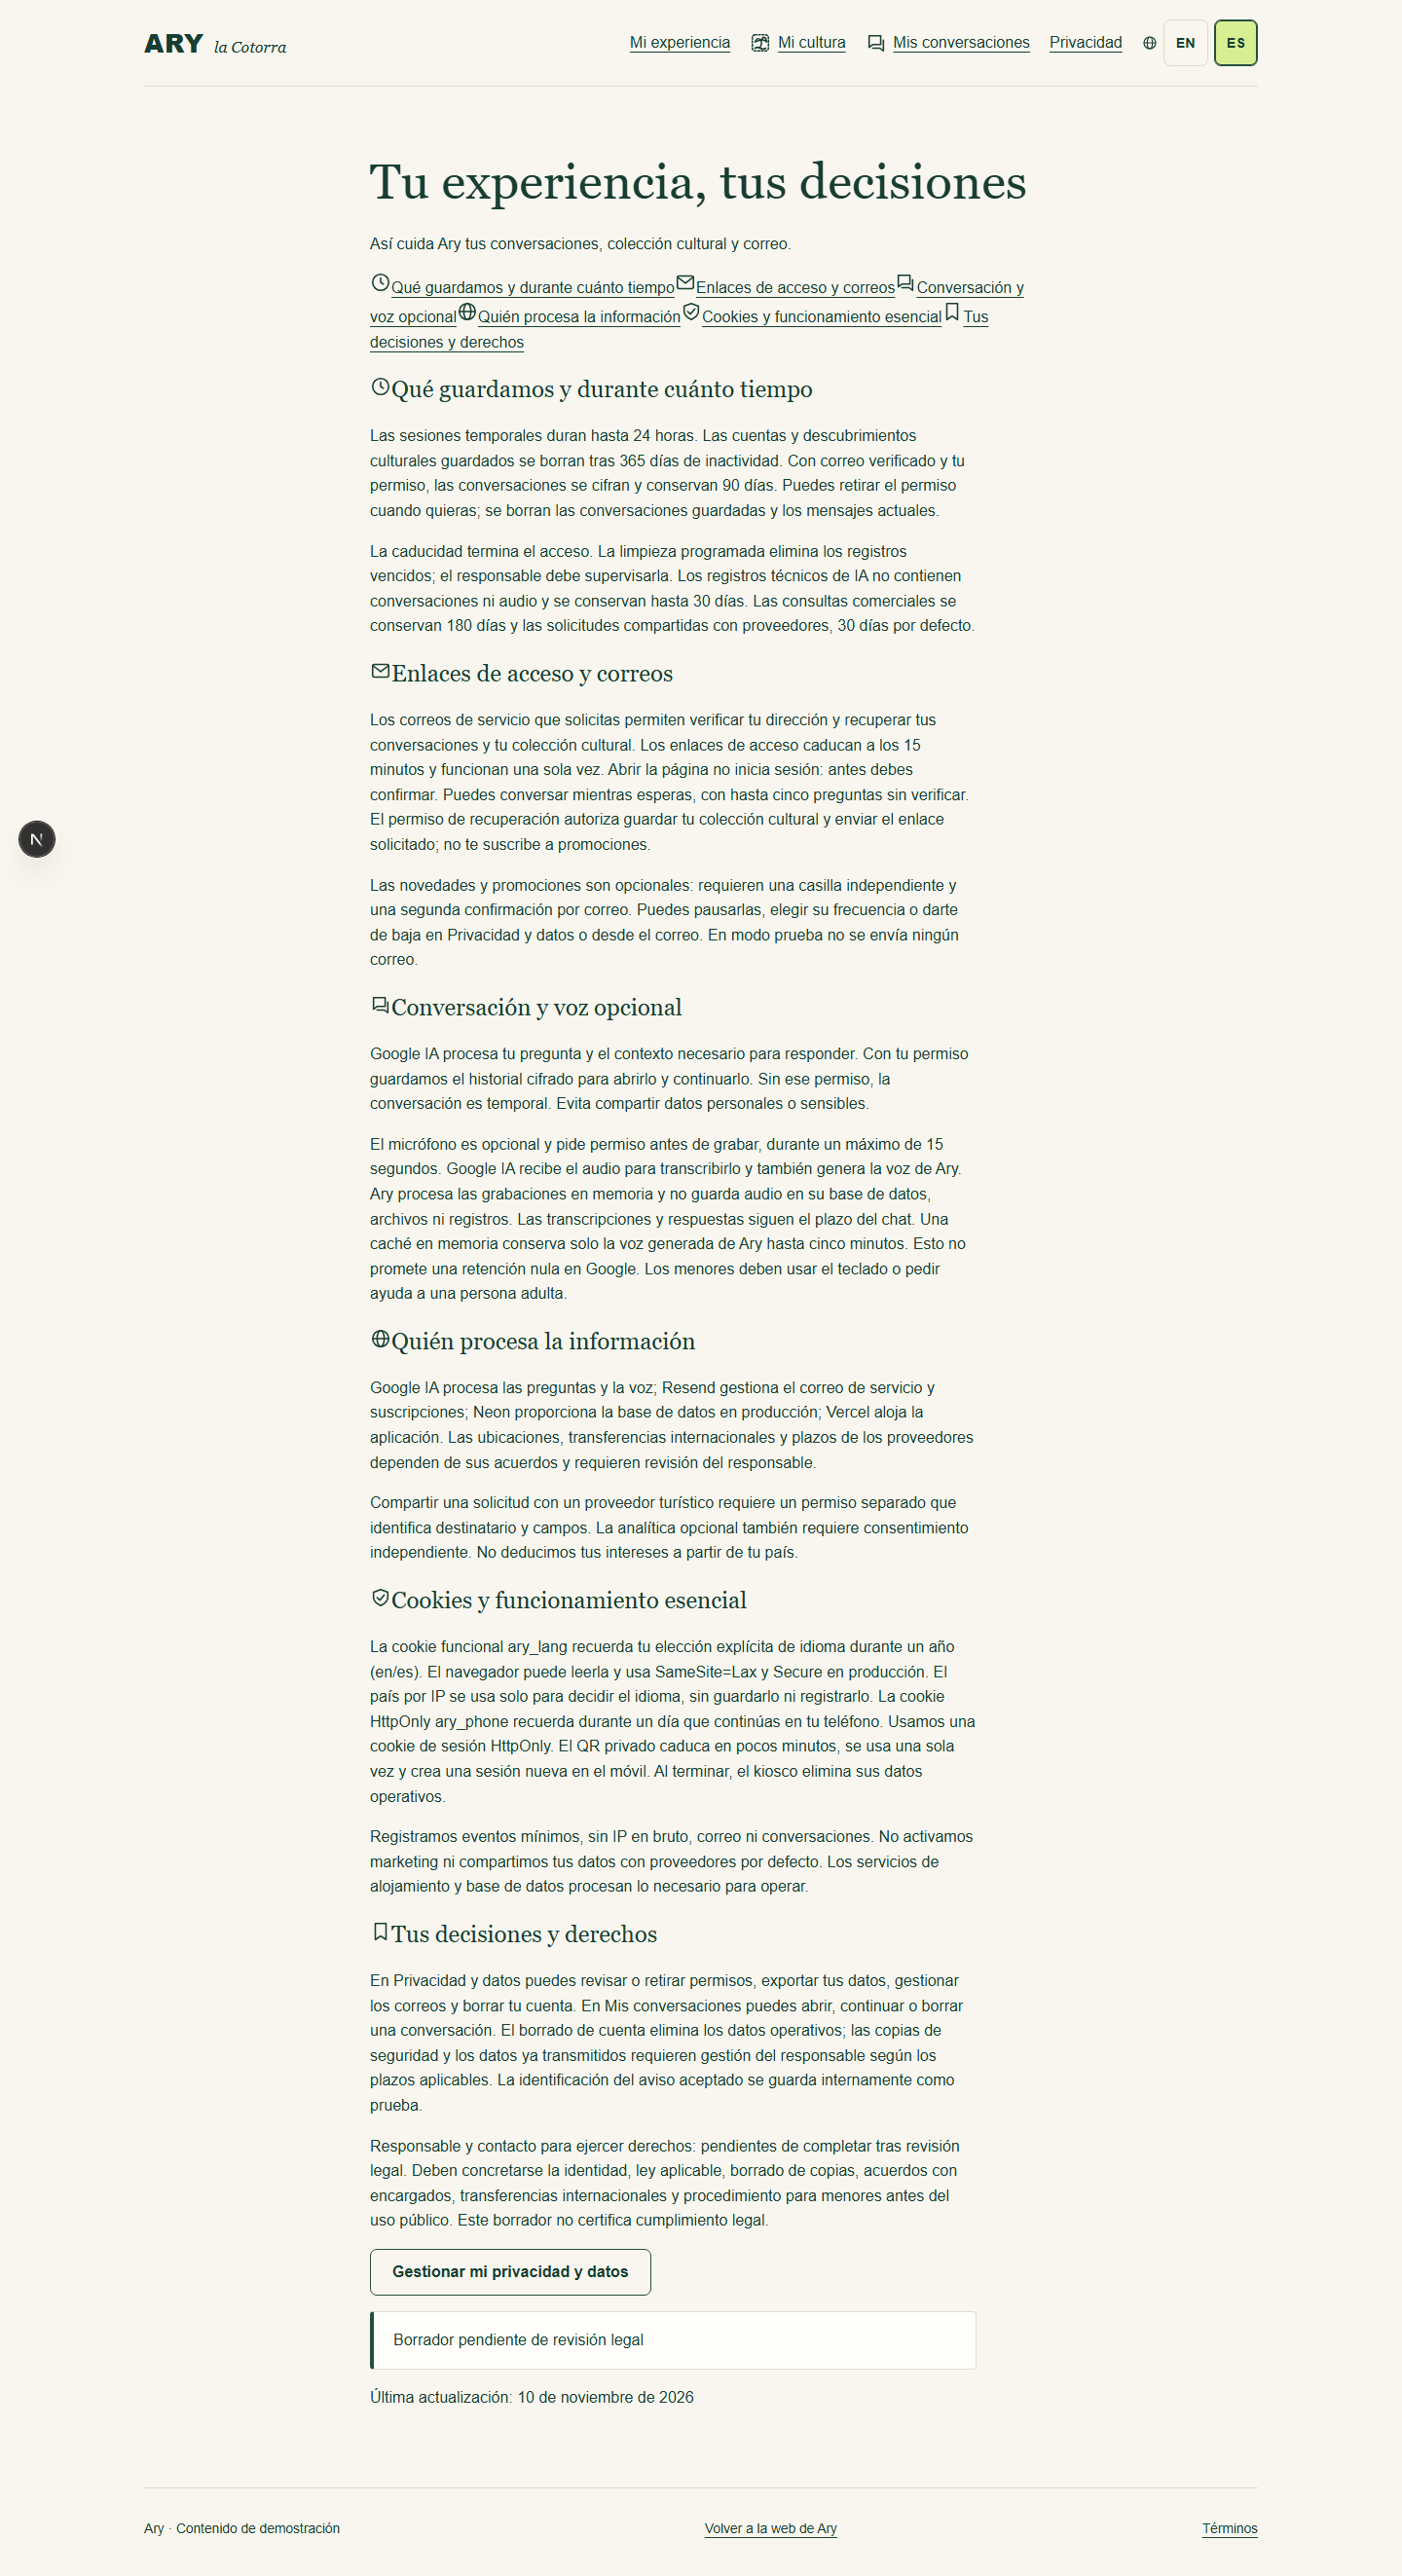 ARY la Cotorra
Mi experiencia Mi cultura Mis conversaciones Privacidad EN ES
Tu experiencia, tus decisiones
Así cuida Ary tus conversaciones, colección cultural y correo.
Qué guardamos y durante cuánto tiempo Enlaces de acceso y correos Conversación y
voz opcional Quién procesa la información Cookies y funcionamiento esencial Tus
decisiones y derechos
Qué guardamos y durante cuánto tiempo
Las sesiones temporales duran hasta 24 horas. Las cuentas y descubrimientos
culturales guardados se borran tras 365 días de inactividad. Con correo verificado y tu
permiso, las conversaciones se cifran y conservan 90 días. Puedes retirar el permiso
cuando quieras; se borran las conversaciones guardadas y los mensajes actuales.
La caducidad termina el acceso. La limpieza programada elimina los registros
vencidos; el responsable debe supervisarla. Los registros técnicos de IA no contienen
conversaciones ni audio y se conservan hasta 30 días. Las consultas comerciales se
conservan 180 días y las solicitudes compartidas con proveedores, 30 días por defecto.
Enlaces de acceso y correos
Los correos de servicio que solicitas permiten verificar tu dirección y recuperar tus
conversaciones y tu colección cultural. Los enlaces de acceso caducan a los 15
minutos y funcionan una sola vez. Abrir la página no inicia sesión: antes debes
confirmar. Puedes conversar mientras esperas, con hasta cinco preguntas sin verificar.
El permiso de recuperación autoriza guardar tu colección cultural y enviar el enlace
solicitado; no te suscribe a promociones.
Las novedades y promociones son opcionales: requieren una casilla independiente y
una segunda confirmación por correo. Puedes pausarlas, elegir su frecuencia o darte
de baja en Privacidad y datos o desde el correo. En modo prueba no se envía ningún
correo.
Conversación y voz opcional
Google IA procesa tu pregunta y el contexto necesario para responder. Con tu permiso
guardamos el historial cifrado para abrirlo y continuarlo. Sin ese permiso, la
conversación es temporal. Evita compartir datos personales o sensibles.
El micrófono es opcional y pide permiso antes de grabar, durante un máximo de 15
segundos. Google IA recibe el audio para transcribirlo y también genera la voz de Ary.
Ary procesa las grabaciones en memoria y no guarda audio en su base de datos,
archivos ni registros. Las transcripciones y respuestas siguen el plazo del chat. Una
caché en memoria conserva solo la voz generada de Ary hasta cinco minutos. Esto no
promete una retención nula en Google. Los menores deben usar el teclado o pedir
ayuda a una persona adulta.
Quién procesa la información
Google IA procesa las preguntas y la voz; Resend gestiona el correo de servicio y
suscripciones; Neon proporciona la base de datos en producción; Vercel aloja la
aplicación. Las ubicaciones, transferencias internacionales y plazos de los proveedores
dependen de sus acuerdos y requieren revisión del responsable.
Compartir una solicitud con un proveedor turístico requiere un permiso separado que
identifica destinatario y campos. La analítica opcional también requiere consentimiento
independiente. No deducimos tus intereses a partir de tu país.
Cookies y funcionamiento esencial
La cookie funcional ary_lang recuerda tu elección explícita de idioma durante un año
(en/es). El navegador puede leerla y usa SameSite=Lax y Secure en producción. El
país por IP se usa solo para decidir el idioma, sin guardarlo ni registrarlo. La cookie
HttpOnly ary_phone recuerda durante un día que continúas en tu teléfono. Usamos una
cookie de sesión HttpOnly. El QR privado caduca en pocos minutos, se usa una sola
vez y crea una sesión nueva en el móvil. Al terminar, el kiosco elimina sus datos
operativos.
Registramos eventos mínimos, sin IP en bruto, correo ni conversaciones. No activamos
marketing ni compartimos tus datos con proveedores por defecto. Los servicios de
alojamiento y base de datos procesan lo necesario para operar.
Tus decisiones y derechos
En Privacidad y datos puedes revisar o retirar permisos, exportar tus datos, gestionar
los correos y borrar tu cuenta. En Mis conversaciones puedes abrir, continuar o borrar
una conversación. El borrado de cuenta elimina los datos operativos; las copias de
seguridad y los datos ya transmitidos requieren gestión del responsable según los
plazos aplicables. La identificación del aviso aceptado se guarda internamente como
prueba.
Responsable y contacto para ejercer derechos: pendientes de completar tras revisión
legal. Deben concretarse la identidad, ley aplicable, borrado de copias, acuerdos con
encargados, transferencias internacionales y procedimiento para menores antes del
uso público. Este borrador no certifica cumplimiento legal.
Gestionar mi privacidad y datos
Borrador pendiente de revisión legal
Última actualización: 10 de noviembre de 2026
Ary · Contenido de demostración Volver a la web de Ary Términos